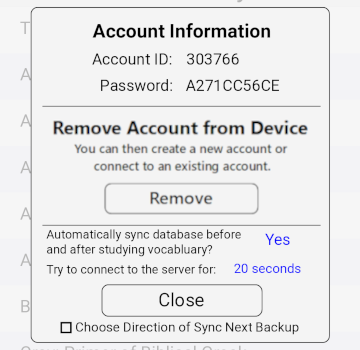 Account Information
Account ID: 303766
Password: A271CC56CE
Remove Account from Device
You can then create a new account or
connect to an existing account.
Remove
Automatically sync database before
and after studying vocabluary?
Yes
Try to connect to the server for: 20 seconds
Close
Choose Direction of Sync Next Backup